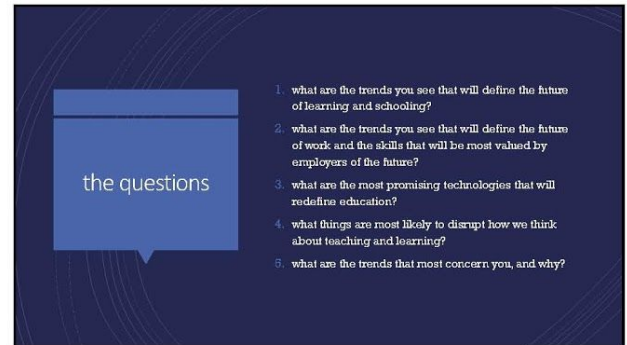 the questions
1. what are the trends you see that will define the future
of learning and schooling?
2. what are the trends you see that will define the future
of work and the skills that will be most valued by
employers of the future?
3. what are the most promising technologies that will
redefine education?
4. what things are most likely to disrupt how we think
about teaching and learning?
5. what are the trends that most concern you, and why?